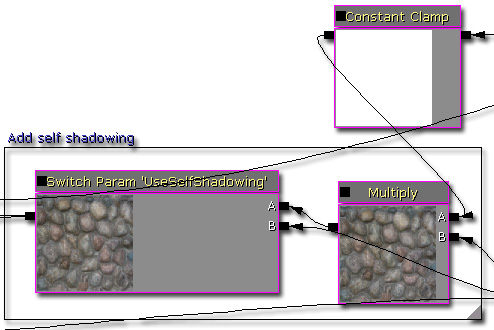 Constant Clamp
Add self shadowing
Switch Param 'UseSelfShadowing'
A
B
Multiply
A
B